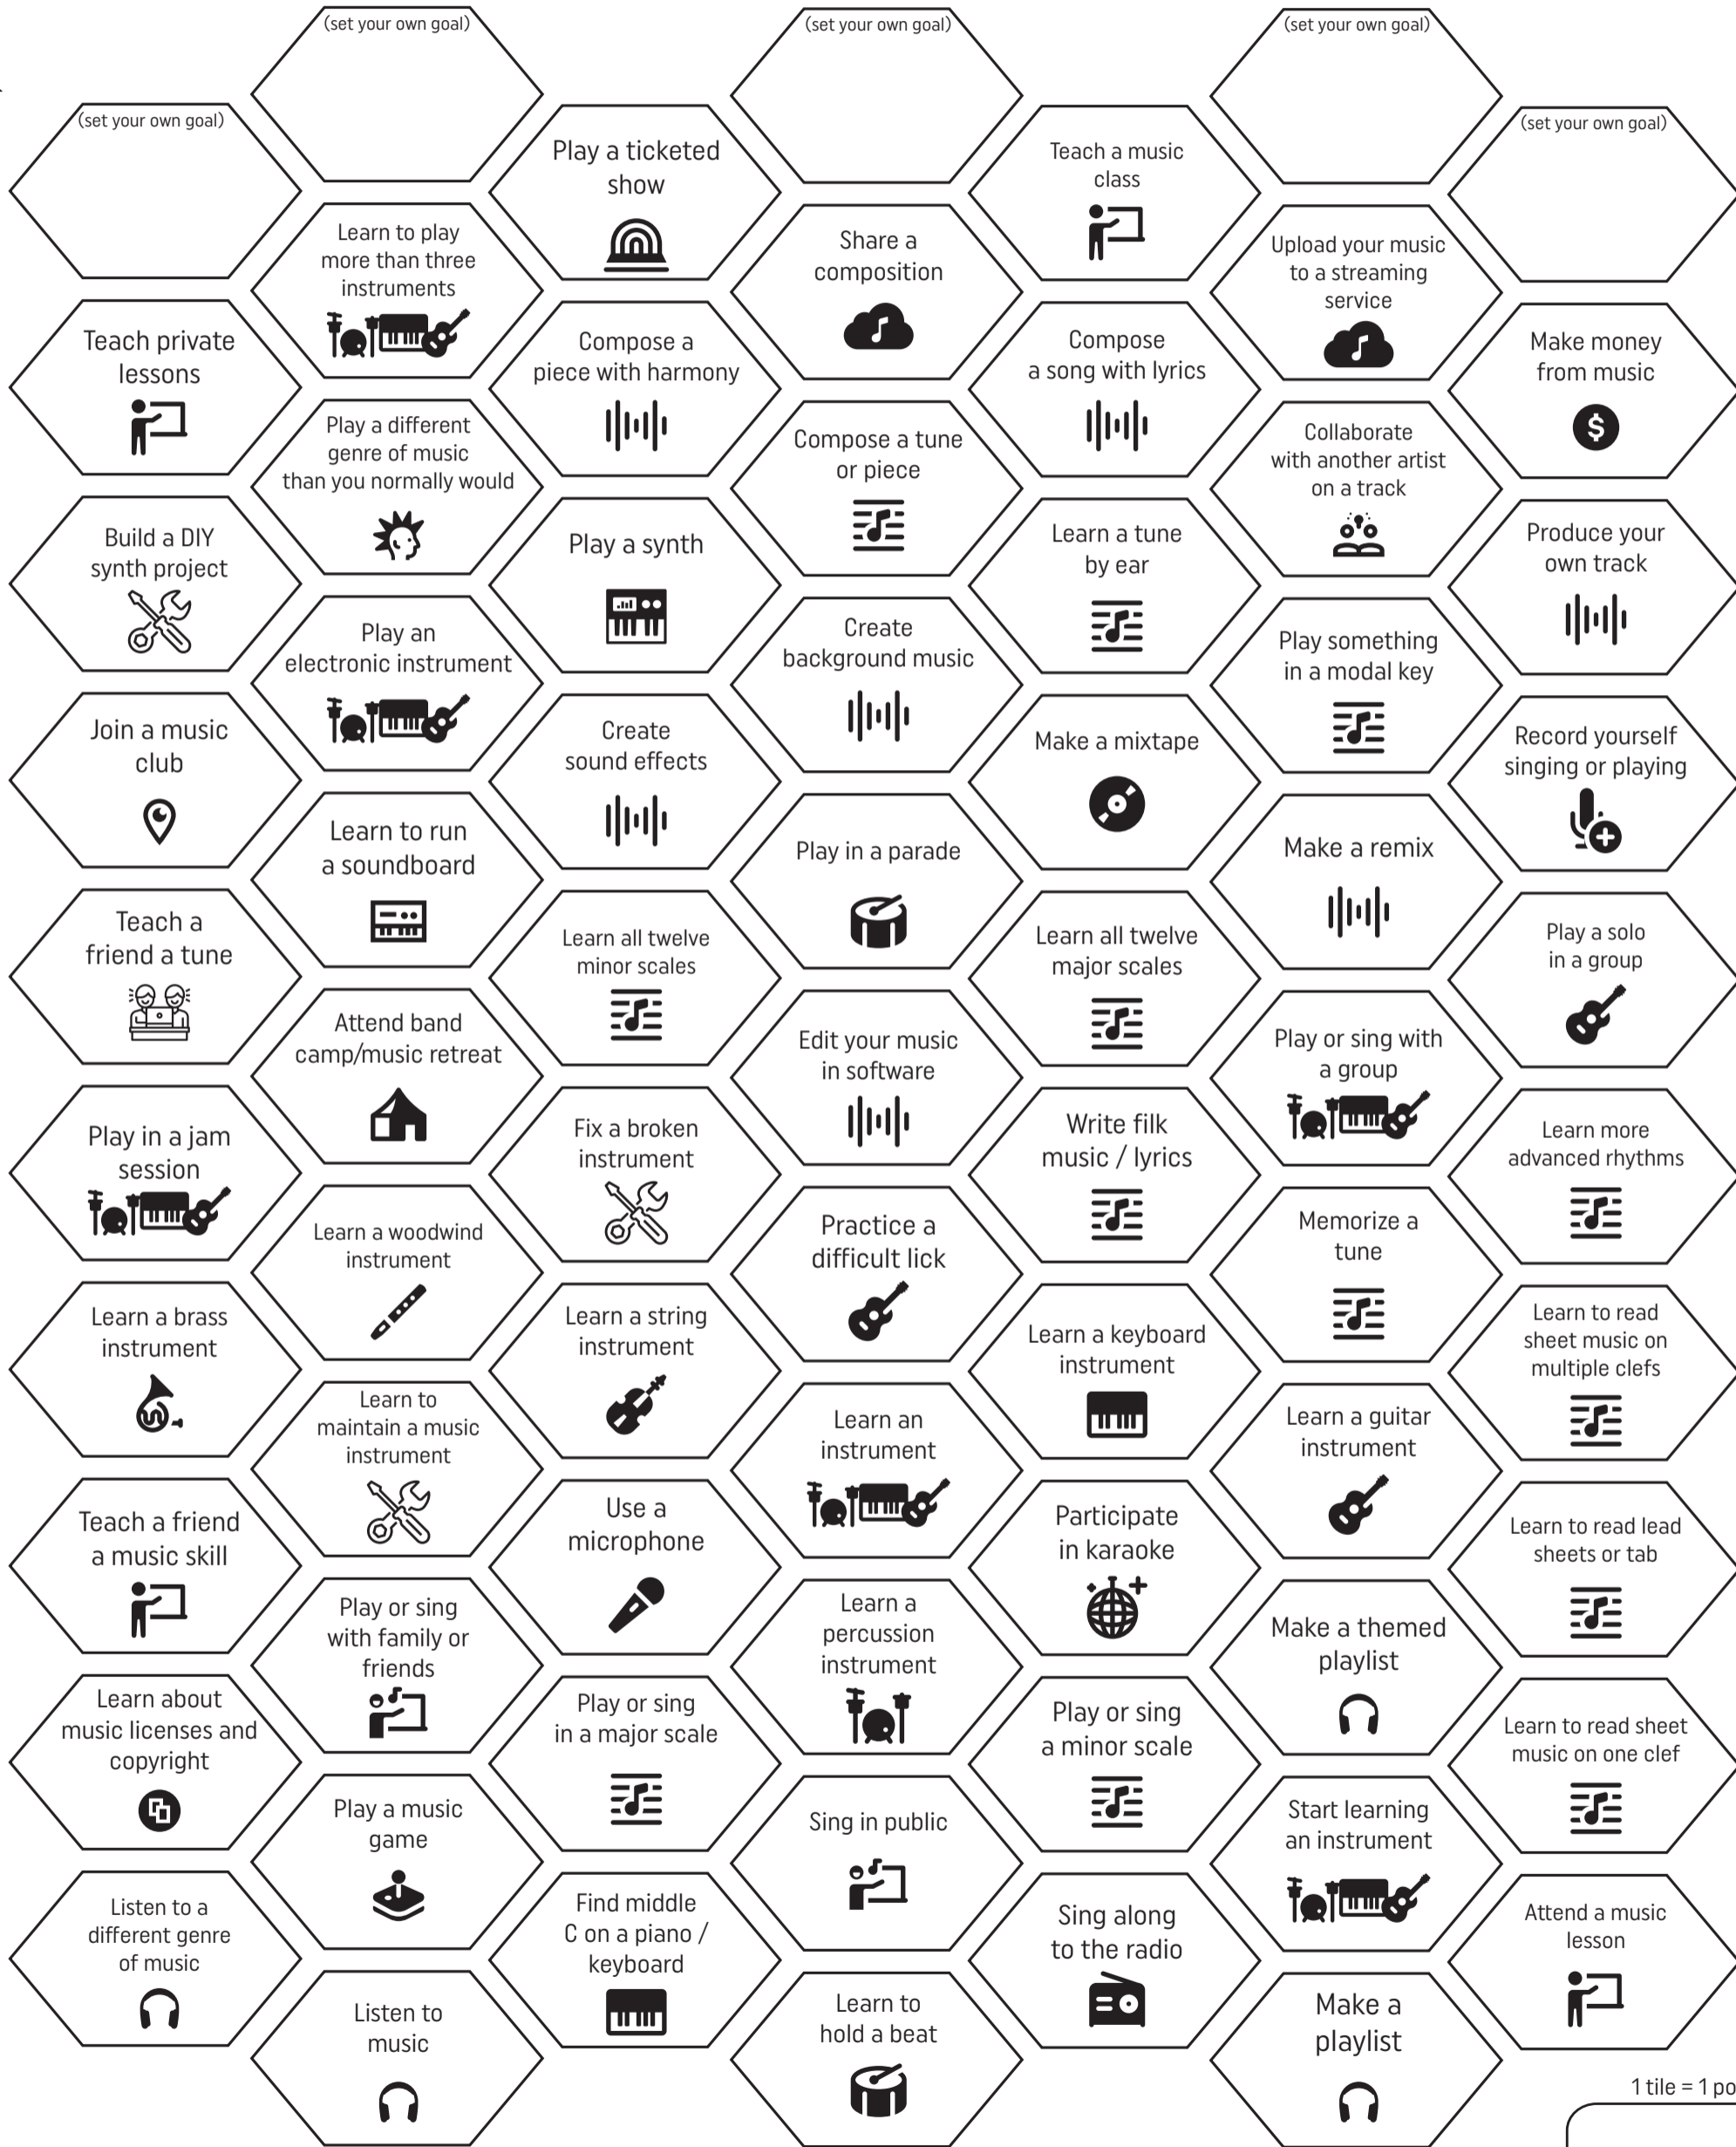 (set your own goal)
(set your own goal)
(set your own goal)
(set your own goal)
(set your own goal)
Play a ticketed
show
Teach a music
class
Learn to play
more than three
instruments
Share a
composition
Upload your music
to a streaming
service
Teach private
lessons
Compose a
piece with harmony
Compose
a song with lyrics
Make money
from music
$
Play a different
genre of music
than you normally would
Compose a tune
or piece
Collaborate
with another artist
on a track
Build a DIY
synth project
Play a synth
Learn a tune
by ear
Produce your
own track
Play an
electronic instrument
Create
background music
Play something
in a modal key
Join a music
club
Create
sound effects
Make a mixtape
Record yourself
singing or playing
Learn to run
a soundboard
Play in a parade
Make a remix
Teach a
friend a tune
Learn all twelve
minor scales
Learn all twelve
major scales
Play a solo
in a group
Attend band
camp/music retreat
Edit your music
in software
Play or sing with
a group
Play in a jam
session
Fix a broken
instrument
Write filk
music / lyrics
Learn more
advanced rhythms
Learn a woodwind
instrument
Practice a
difficult lick
Memorize a
tune
Learn a brass
instrument
Learn a string
instrument
Learn a keyboard
instrument
Learn to read
sheet music on
multiple clefs
Learn to
maintain a music
instrument
Learn an
instrument
Learn a guitar
instrument
Teach a friend
a music skill
Use a
microphone
Participate
in karaoke
Learn to read lead
sheets or tab
Play or sing
with family or
friends
Learn a
percussion
instrument
Make a themed
playlist
Learn about
music licenses and
copyright
Play or sing
in a major scale
Play or sing
a minor scale
Learn to read sheet
music on one clef
Play a music
game
Sing in public
Start learning
an instrument
Listen to a
different genre
of music
Find middle
C on a piano /
keyboard
Sing along
to the radio
Attend a music
lesson
Listen to
music
Learn to
hold a beat
Make a
playlist
1 tile = 1 po